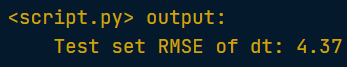 <script.py> output:
Test set RMSE of dt: 4.37